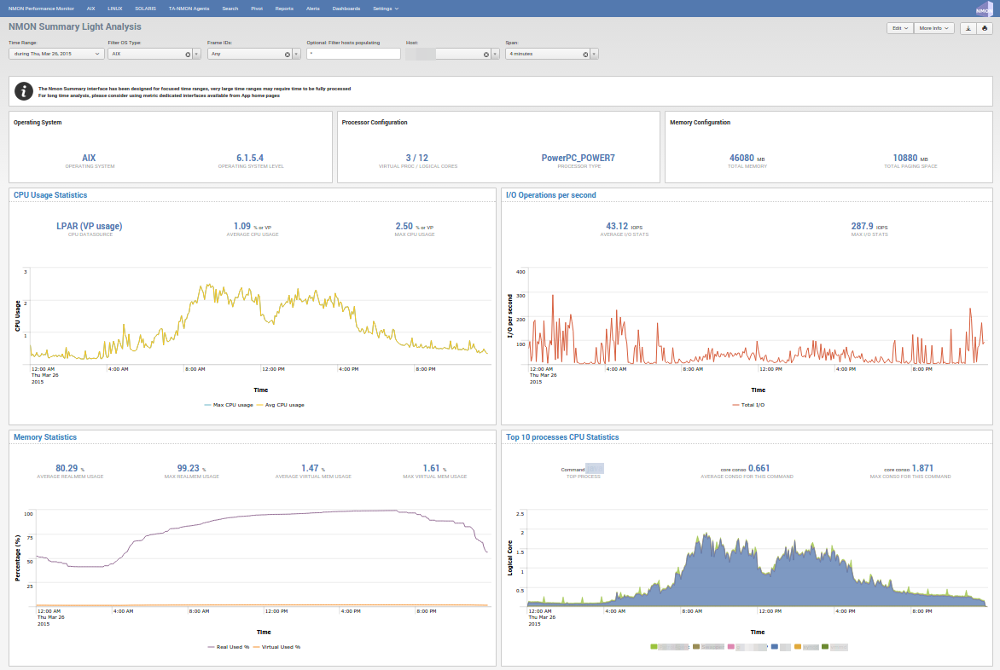 NMON Performance Monitor AIX LINUX SOLARIS TA-NMON Agents Search Pivot Reports Alerts Dashboards Settings
NMON
NMON Summary Light Analysis
Edit More Info
Time Range: Filter OS Type: Frame IDs: Optional: Filter hosts populating Host: Span:
during Thu, Mar 26, 2015 AIX Any * 4 minutes
The Nmon Summary interface has been designed for focused time ranges, very large time ranges may require time to be fully processed
For long time analysis, please consider using metric dedicated interfaces available from App home pages
Operating System
AIX 6.1.5.4
OPERATING SYSTEM OPERATING SYSTEM LEVEL
Processor Configuration
3 / 12 PowerPC_POWER7
VIRTUAL PROC / LOGICAL CORES PROCESSOR TYPE
Memory Configuration
46080 MB 10880 MB
TOTAL MEMORY TOTAL PAGING SPACE
CPU Usage Statistics
LPAR (VP usage) 1.09 % or VP 2.50 % or VP
CPU DATASOURCE AVERAGE CPU USAGE MAX CPU USAGE
3
2
1
CPU Usage
12:00 AM 4:00 AM 8:00 AM 12:00 PM 4:00 PM 8:00 PM
Thu Mar 26
2015
Time
Max CPU usage Avg CPU usage
I/O Operations per second
43.12 IOPS 287.9 IOPS
AVERAGE I/O STATS MAX I/O STATS
400
300
200
100
I/O per second
12:00 AM 4:00 AM 8:00 AM 12:00 PM 4:00 PM 8:00 PM
Thu Mar 26
2015
Time
Total I/O
Memory Statistics
80.29 % 99.23 % 1.47 % 1.61 %
AVERAGE REALMEM USAGE MAX REALMEM USAGE AVERAGE VIRTUAL MEM USAGE MAX VIRTUAL MEM USAGE
100
75
50
25
Percentage (%)
12:00 AM 4:00 AM 8:00 AM 12:00 PM 4:00 PM 8:00 PM
Thu Mar 26
2015
Time
Real Used % Virtual Used %
Top 10 processes CPU Statistics
Command core conso 0.661 core conso 1.871
TOP PROCESS AVERAGE CONSO FOR THIS COMMAND MAX CONSO FOR THIS COMMAND
2.5
2
1.5
1
0.5
Logical Core
12:00 AM 4:00 AM 8:00 AM 12:00 PM 4:00 PM 8:00 PM
Thu Mar 26
2015
Time